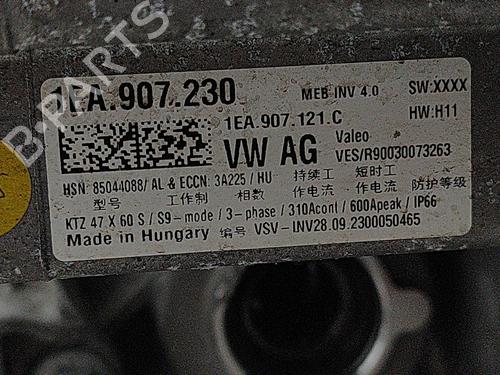 1EA.907.230 MEB INV 4.0 SW:XXXX
1EA.907.121.C HW:H11
VW AG Valeo
VES/R90030073263
HSN: 85044088/ AL & ECCN: 3A225 / HU
型号 工作制 相数 持续工作电流 短时工作电流 防护等级
KTZ 47 X 60 S / S9-mode / 3-phase / 310Acont / 600Apeak / IP66
Made in Hungary 编号 VSV-INV28.09.2300050465
B-PARTS